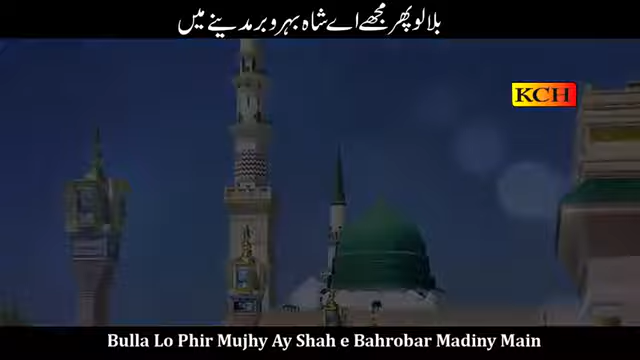 بلا لو پھر مجھے اے شاہ بہر و بر مدینے میں
KCH
Bulla Lo Phir Mujhy Ay Shah e Bahrobar Madiny Main